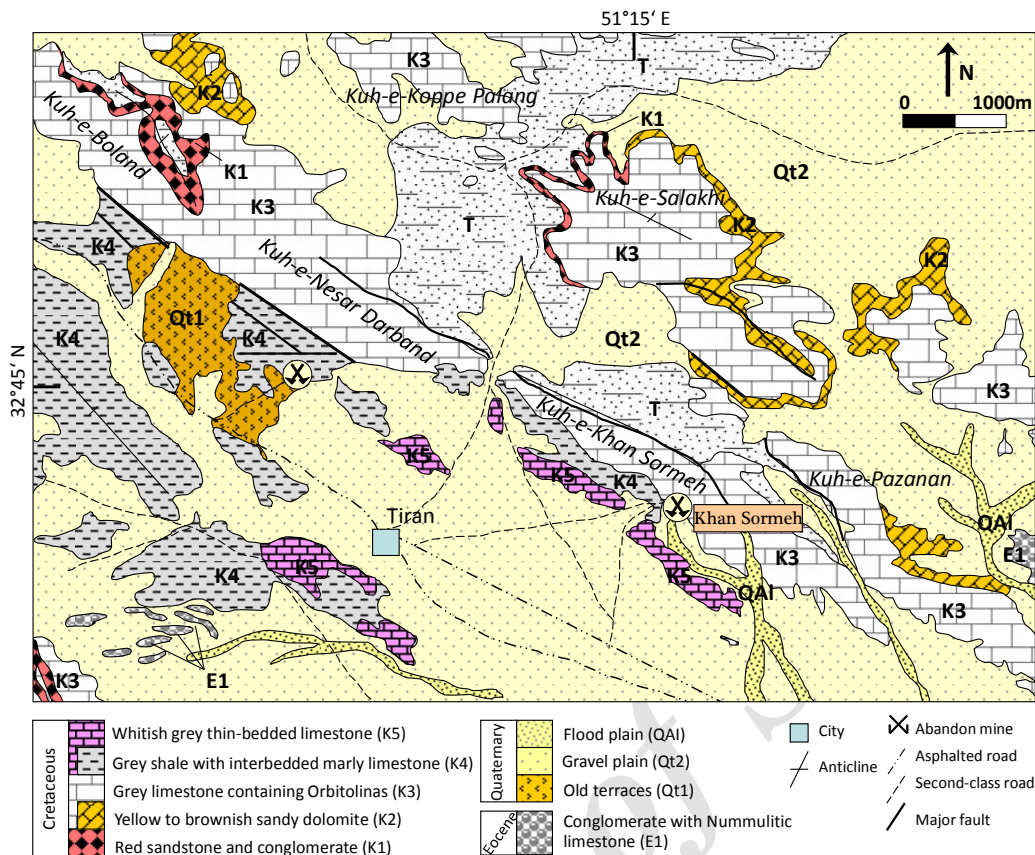 51°15‘ E
32°45‘ N
N
0 1000m
K3
T
K2
Kuh-e-Koppe Palang
Kuh-e-Boland
K1
K1
Qt2
K3
Kuh-e-Salakhi
K2
K3
T
K2
K4
Kuh-e-Nesar Darband
Qt1
K4
K4
Qt2
K3
T
Kuh-e-Khan Sormeh
K5
K5
K4
Kuh-e-Pazanan
Khan Sormeh
QAl
E1
Tiran
K3
K5
K4
K5
QAl
K3
E1
K3
Cretaceous
Whitish grey thin-bedded limestone (K5)
Grey shale with interbedded marly limestone (K4)
Grey limestone containing Orbitolinas (K3)
Yellow to brownish sandy dolomite (K2)
Red sandstone and conglomerate (K1)
Quaternary
Flood plain (QAl)
Gravel plain (Qt2)
Old terraces (Qt1)
Eocene
Conglomerate with Nummulitic
limestone (E1)
City
Anticline
Abandon mine
Asphalted road
Second-class road
Major fault
of s